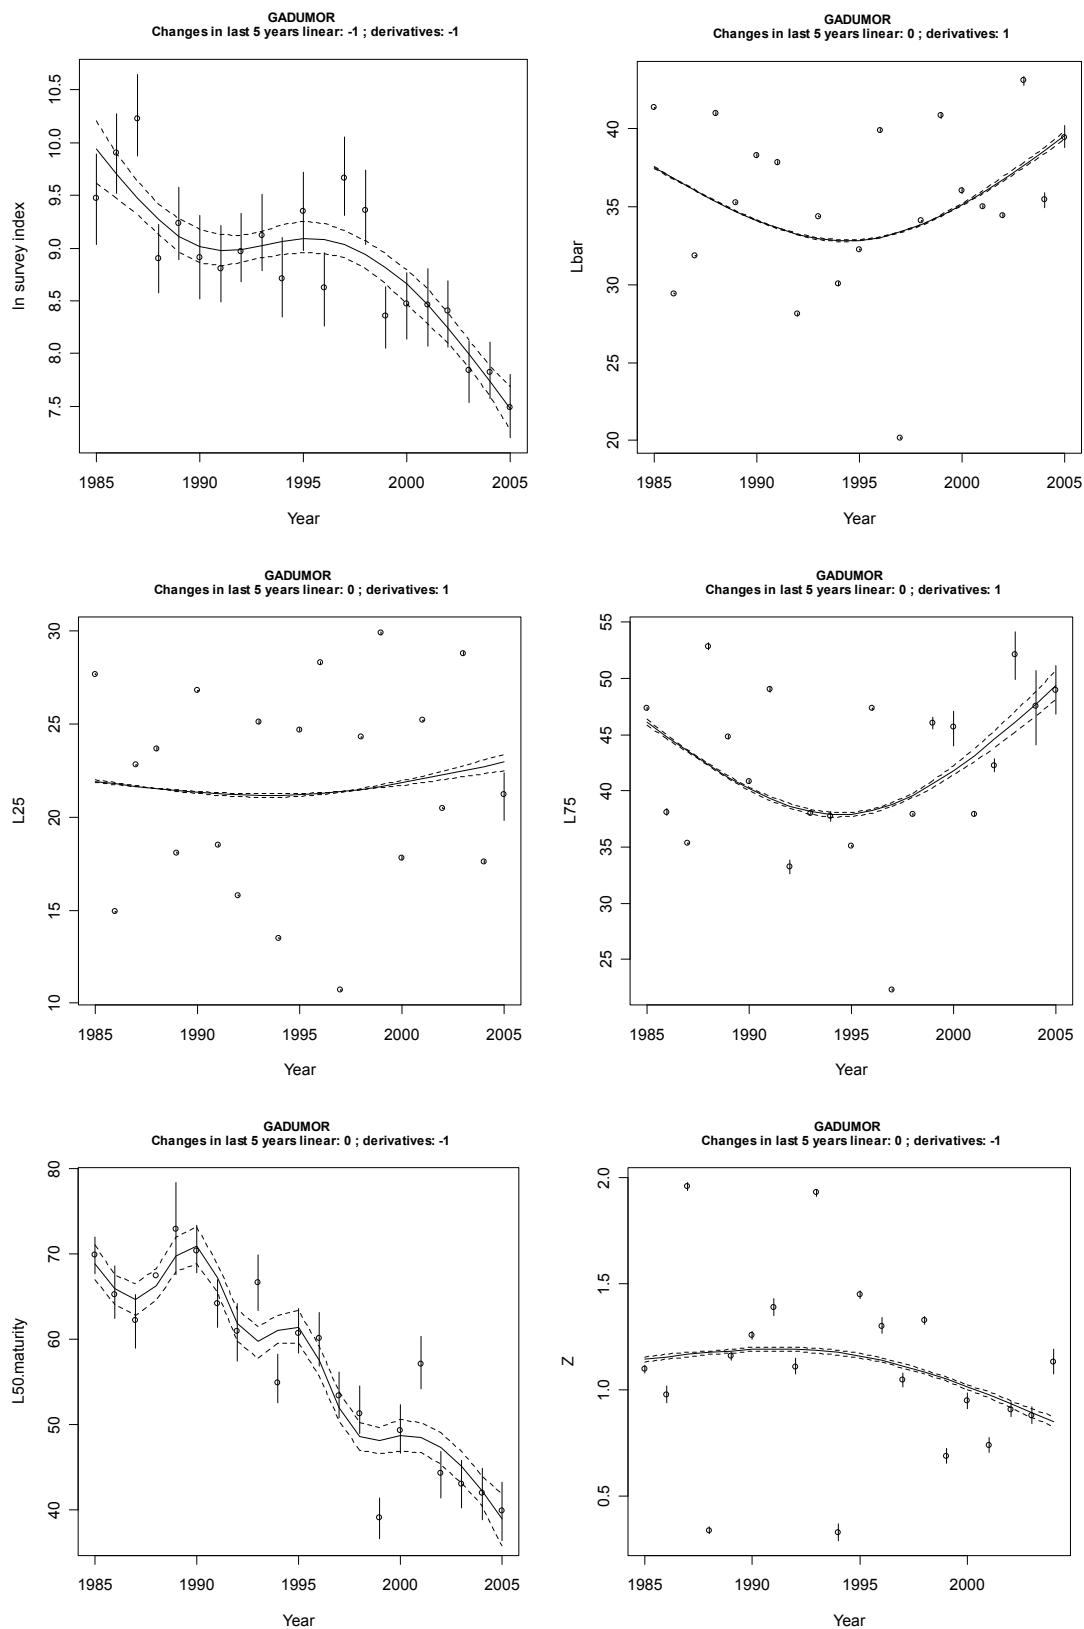 GADUMOR
Changes in last 5 years linear: -1 ; derivatives: -1
ln survey index
10.5
10.0
9.5
9.0
8.5
8.0
7.5
1985 1990 1995 2000 2005
Year
GADUMOR
Changes in last 5 years linear: 0 ; derivatives: 1
Lbar
40
35
30
25
20
1985 1990 1995 2000 2005
Year
GADUMOR
Changes in last 5 years linear: 0 ; derivatives: 1
L25
30
25
20
15
10
1985 1990 1995 2000 2005
Year
GADUMOR
Changes in last 5 years linear: 0 ; derivatives: 1
L75
55
50
45
40
35
30
25
1985 1990 1995 2000 2005
Year
GADUMOR
Changes in last 5 years linear: 0 ; derivatives: -1
L50.maturity
80
70
60
50
40
1985 1990 1995 2000 2005
Year
GADUMOR
Changes in last 5 years linear: 0 ; derivatives: -1
Z
2.0
1.5
1.0
0.5
1985 1990 1995 2000
Year